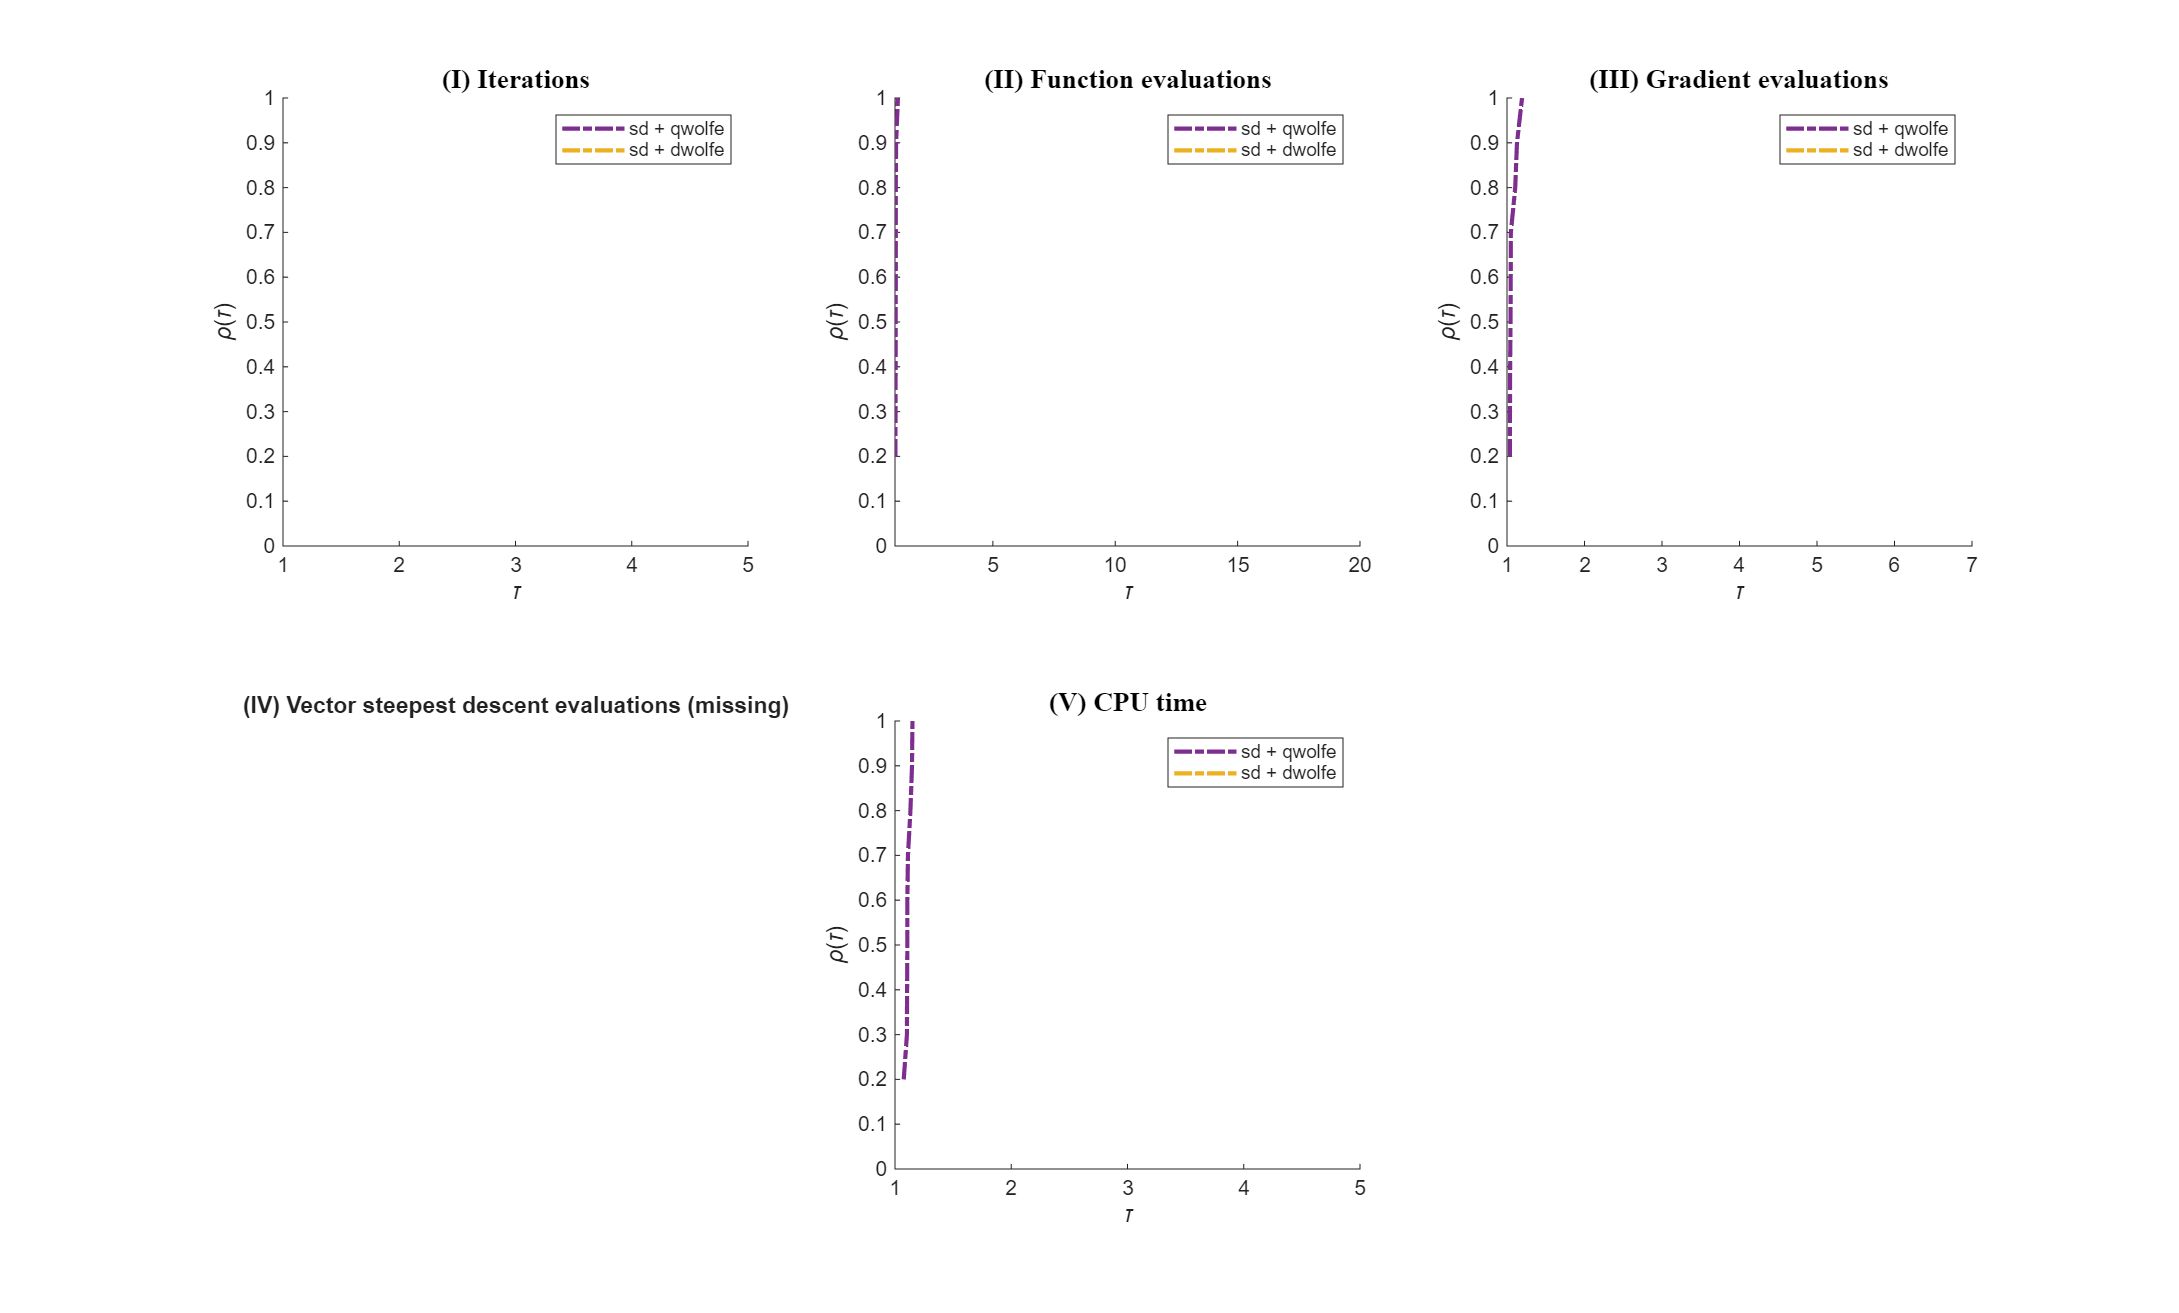 (I) Iterations
1
0.9
0.8
0.7
0.6
0.5
0.4
0.3
0.2
0.1
0
ρ(τ)
sd + qwolfe
sd + dwolfe
1 2 3 4 5
τ
(II) Function evaluations
1
0.9
0.8
0.7
0.6
0.5
0.4
0.3
0.2
0.1
0
ρ(τ)
sd + qwolfe
sd + dwolfe
5 10 15 20
τ
(III) Gradient evaluations
1
0.9
0.8
0.7
0.6
0.5
0.4
0.3
0.2
0.1
0
ρ(τ)
sd + qwolfe
sd + dwolfe
1 2 3 4 5 6 7
τ
(IV) Vector steepest descent evaluations (missing)
(V) CPU time
1
0.9
0.8
0.7
0.6
0.5
0.4
0.3
0.2
0.1
0
ρ(τ)
sd + qwolfe
sd + dwolfe
1 2 3 4 5
τ